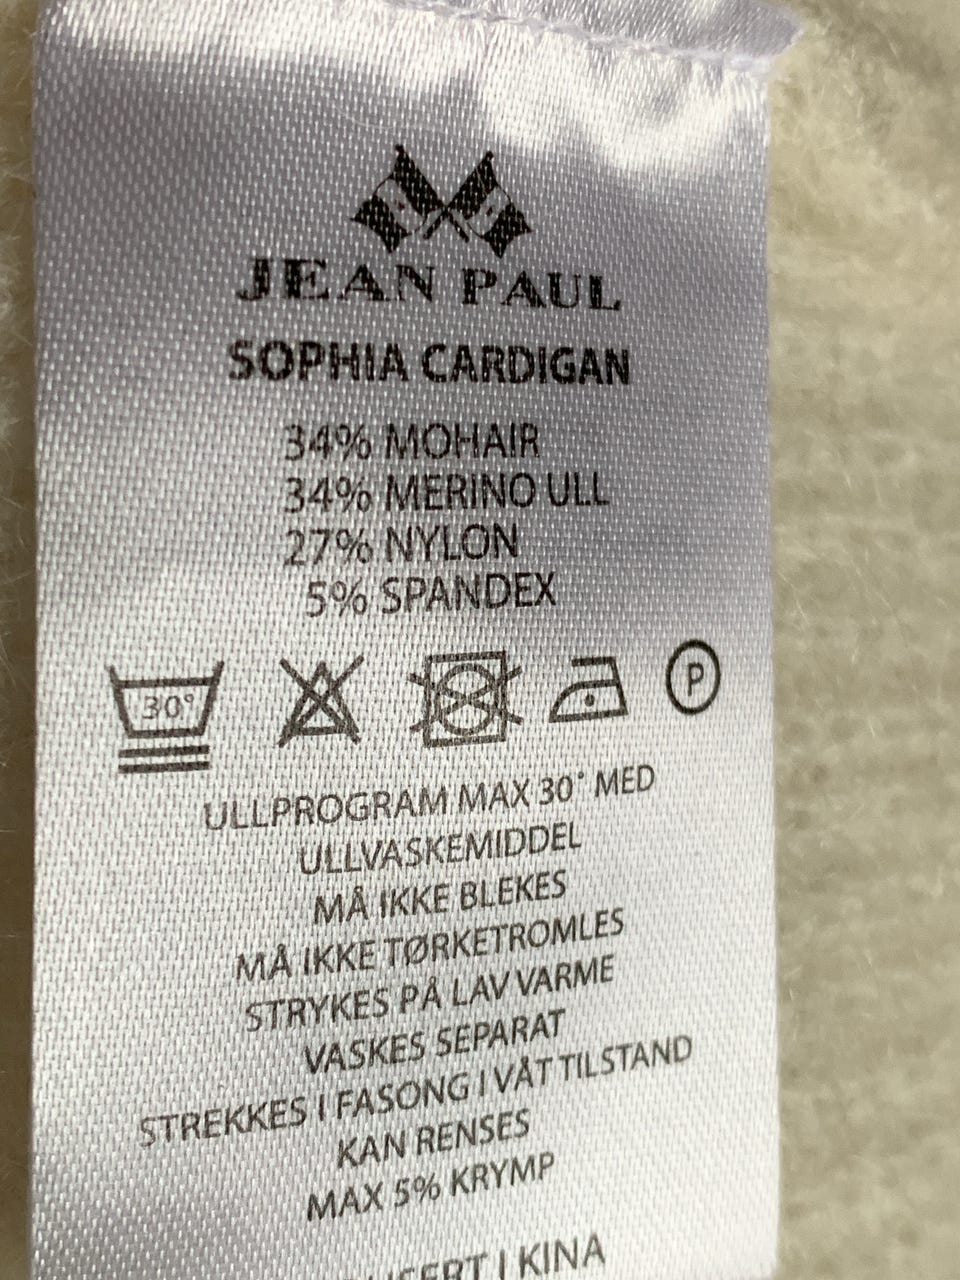 JEAN PAUL
SOPHIA CARDIGAN
34% MOHAIR
34% MERINO ULL
27% NYLON
5% SPANDEX
30°
P
ULLPROGRAM MAX 30° MED
ULLVASKEMIDDEL
MÅ IKKE BLEKES
MÅ IKKE TØRKETROMLES
STRYKES PÅ LAV VARME
VASKES SEPARAT
STREKKES I FASONG I VÅT TILSTAND
KAN RENSES
MAX 5% KRYMP
I KINA